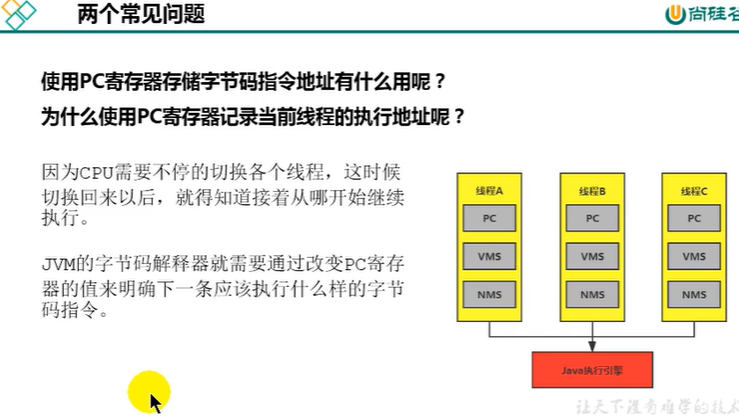 两个常见问题
尚硅谷
使用PC寄存器存储字节码指令地址有什么用呢？
为什么使用PC寄存器记录当前线程的执行地址呢？
因为CPU需要不停的切换各个线程，这时候
切换回来以后，就得知道接着从哪开始继续
执行。
JVM的字节码解释器就需要通过改变PC寄存
器的值来明确下一条应该执行什么样的字节
码指令。
线程A
PC
VMS
NMS
线程B
PC
VMS
NMS
线程C
PC
VMS
NMS
Java执行引擎
让天下没有难学的技术